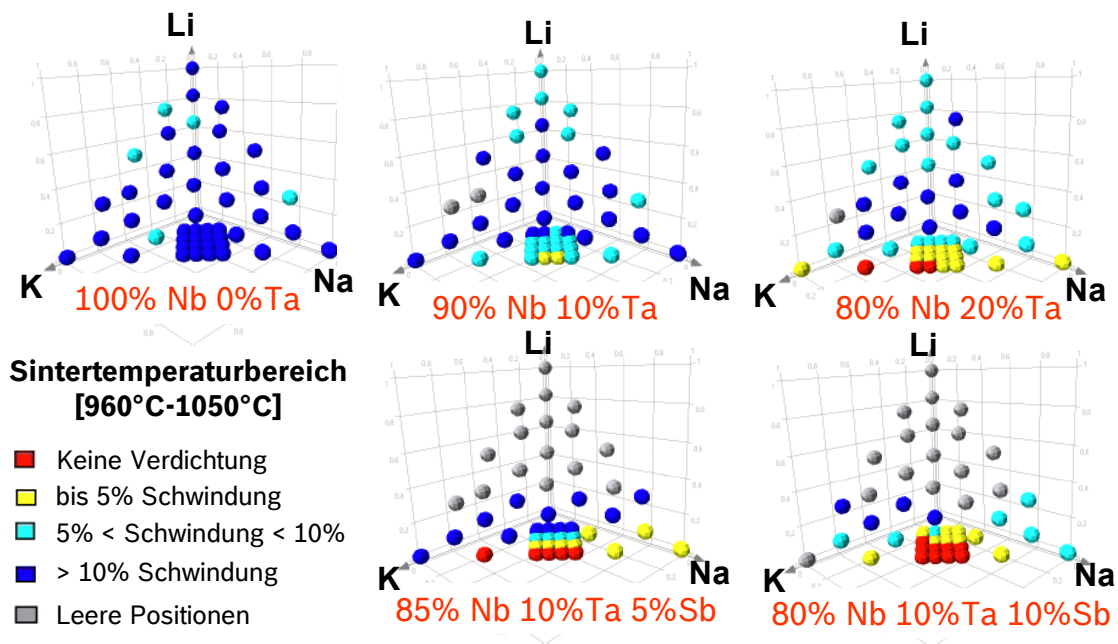 Li
K
Na
100% Nb 0%Ta
Li
K
Na
90% Nb 10%Ta
Li
K
Na
80% Nb 20%Ta
Sintertemperaturbereich
[960°C-1050°C]
Keine Verdichtung
bis 5% Schwindung
5% < Schwindung < 10%
> 10% Schwindung
Leere Positionen
Li
K
Na
85% Nb 10%Ta 5%Sb
Li
K
Na
80% Nb 10%Ta 10%Sb